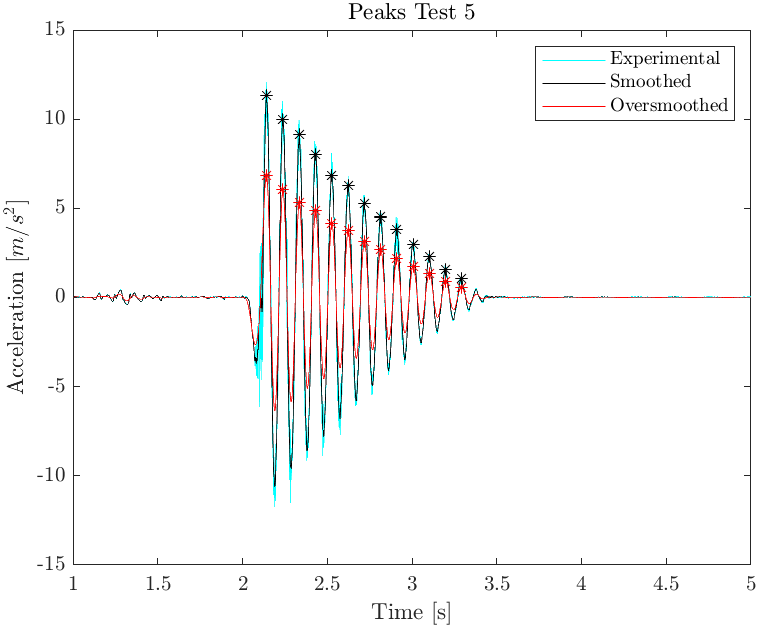 Peaks Test 5
15
10
5
0
-5
-10
-15
Acceleration [m/s²]
Experimental
Smoothed
Oversmoothed
1
1.5
2
2.5
3
3.5
4
4.5
5
Time [s]